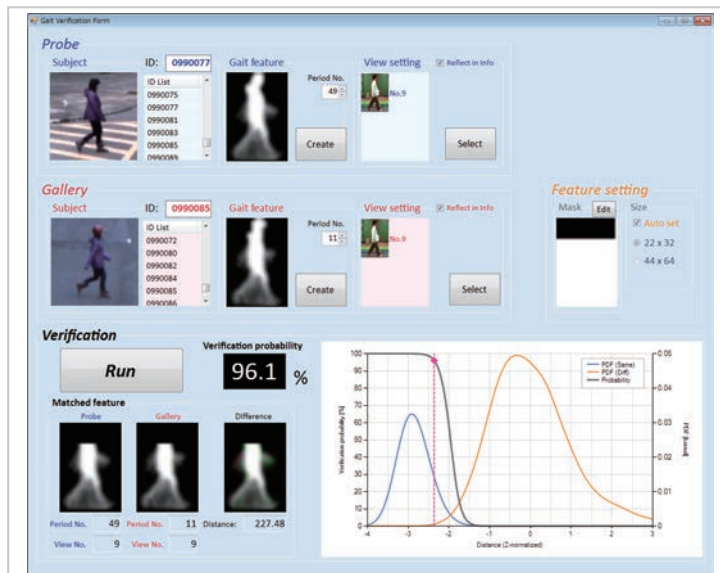 Gait Verification Form
Probe
Subject ID: 0990077 Gait feature View setting Reflect in Info
ID List
0990075
0990077
0990081
0990083
0990085
0990089
Period No.
49
No.9
Create
Select
Gallery
Subject ID: 0990085 Gait feature View setting Reflect in Info
ID List
0990072
0990080
0990082
0990084
0990085
0990086
Period No.
11
No.9
Create
Select
Feature setting
Mask Edit Size
Auto set
22 x 32
44 x 64
Verification
Run
Verification probability
96.1 %
Matched feature
Probe Gallery Difference
Period No. 49 Period No. 11 Distance: 227.48
View No. 9 View No. 9
Verification probability [%]
100
90
80
70
60
50
40
30
20
10
0
PDF (Same)
PDF (Diff)
Probability
0.05
0.04
0.03
0.02
0.01
0
-4 -3 -2 -1 0 1 2 3
Distance (Z-normalized)